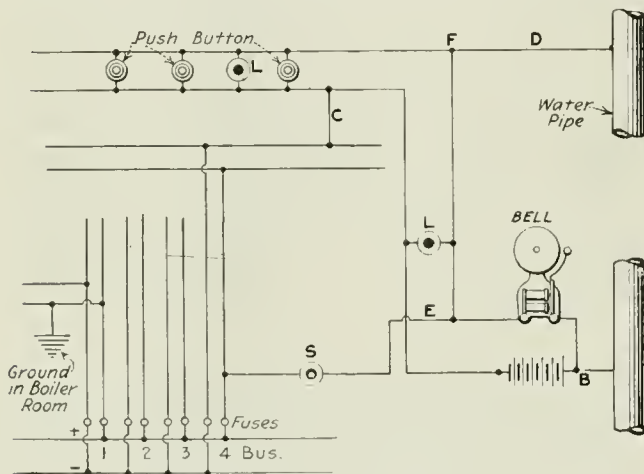 F D
Push Button
L
Water
Pipe
C
L
BELL
E
S
Ground
in Boiler
Room
B
Fuses
+ 1 2 3 4 Bus.
-